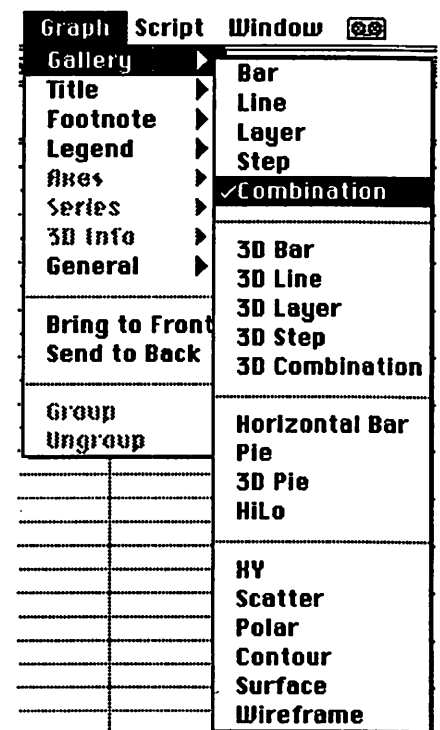 Graph Script Window
Gallery
Title
Footnote
Legend
Axes
Series
3D Info
General
Bring to Front
Send to Back
Group
Ungroup
Bar
Line
Layer
Step
✓Combination
3D Bar
3D Line
3D Layer
3D Step
3D Combination
Horizontal Bar
Pie
3D Pie
HiLo
XY
Scatter
Polar
Contour
Surface
Wireframe